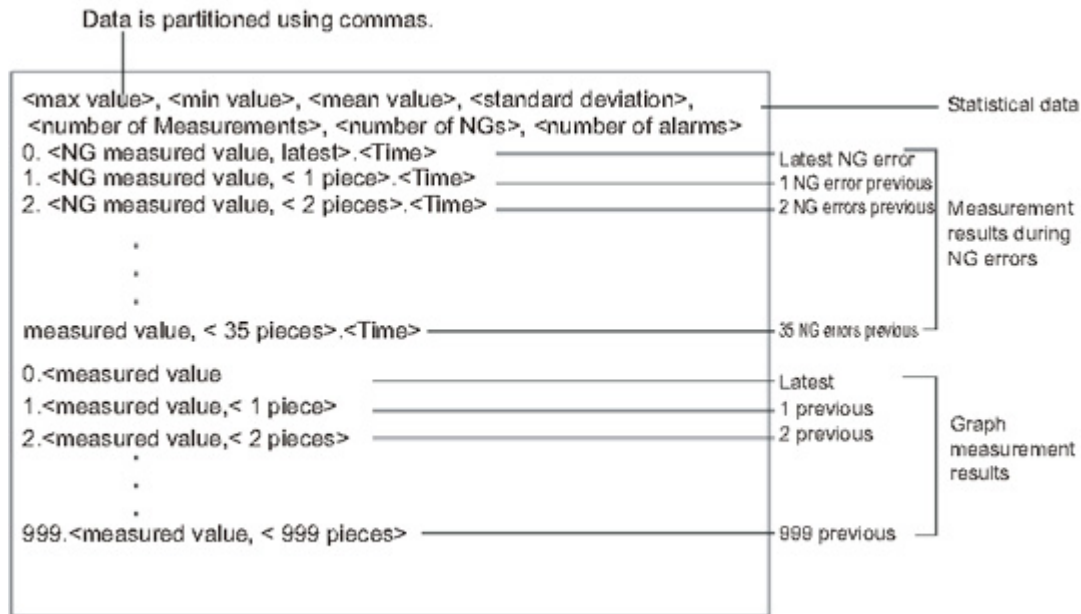 Data is partitioned using commas.
<max value>, <min value>, <mean value>, <standard deviation>,
<number of Measurements>, <number of NGs>, <number of alarms>
Statistical data
0. <NG measured value, latest>.<Time>
Latest NG error
1. <NG measured value, < 1 piece>.<Time>
1 NG error previous
2. <NG measured value, < 2 pieces>.<Time>
2 NG errors previous
Measurement
results during
NG errors
measured value, < 35 pieces>.<Time>
35 NG errors previous
0.<measured value
Latest
1.<measured value,< 1 piece>
1 previous
2.<measured value,< 2 pieces>
2 previous
Graph
measurement
results
999.<measured value, < 999 pieces>
999 previous